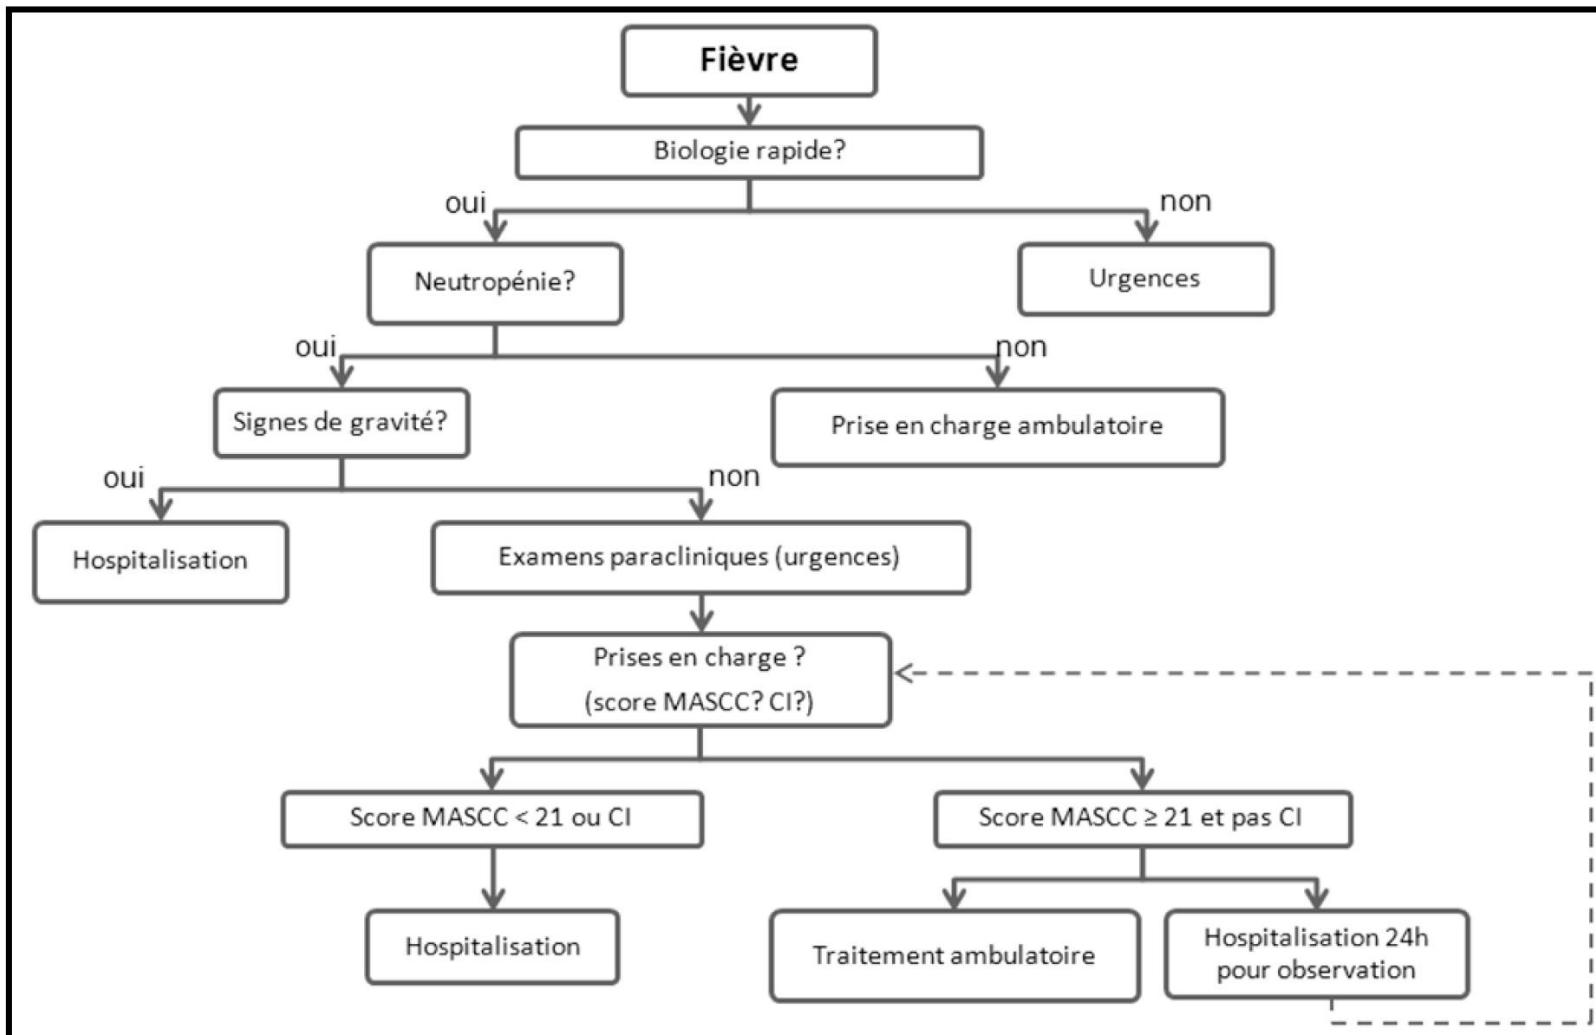 Fièvre
Biologie rapide?
oui
non
Neutropénie?
Urgences
oui
non
Signes de gravité?
Prise en charge ambulatoire
oui
non
Hospitalisation
Examens paracliniques (urgences)
Prises en charge ?
(score MASCC? CI?)
Score MASCC < 21 ou CI
Score MASCC ≥ 21 et pas CI
Hospitalisation
Traitement ambulatoire
Hospitalisation 24h
pour observation